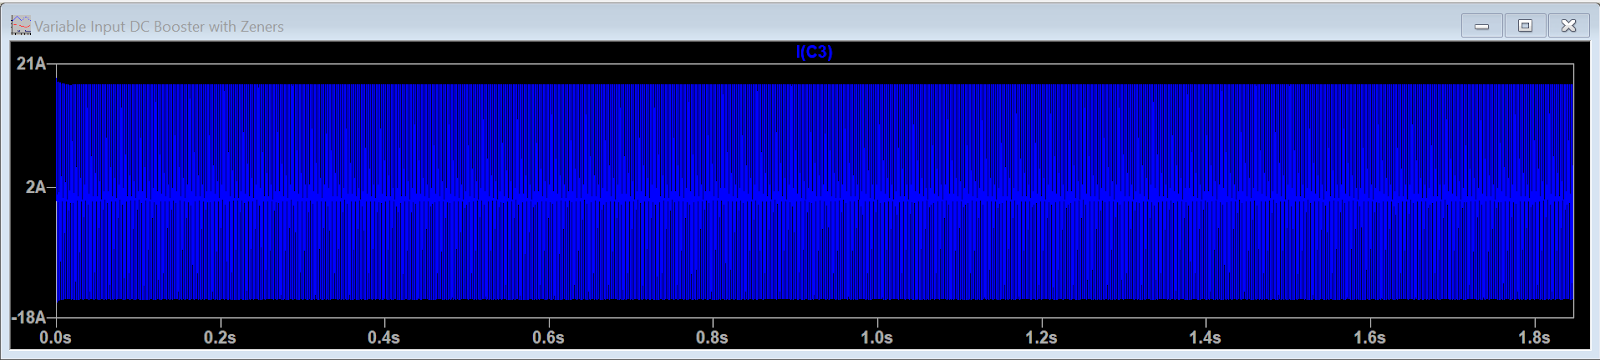 Variable Input DC Booster with Zeners
I(C3)
21A
2A
-18A
0.0s 0.2s 0.4s 0.6s 0.8s 1.0s 1.2s 1.4s 1.6s 1.8s